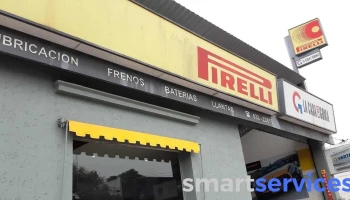 PIRELLI
LUBRICACION FRENOS BATERIAS LLANTAS
PIRELLI
smartservices